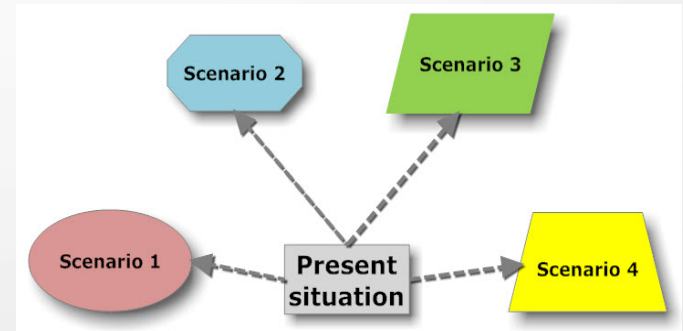 Scenario 2
Scenario 3
Scenario 1
Present
situation
Scenario 4